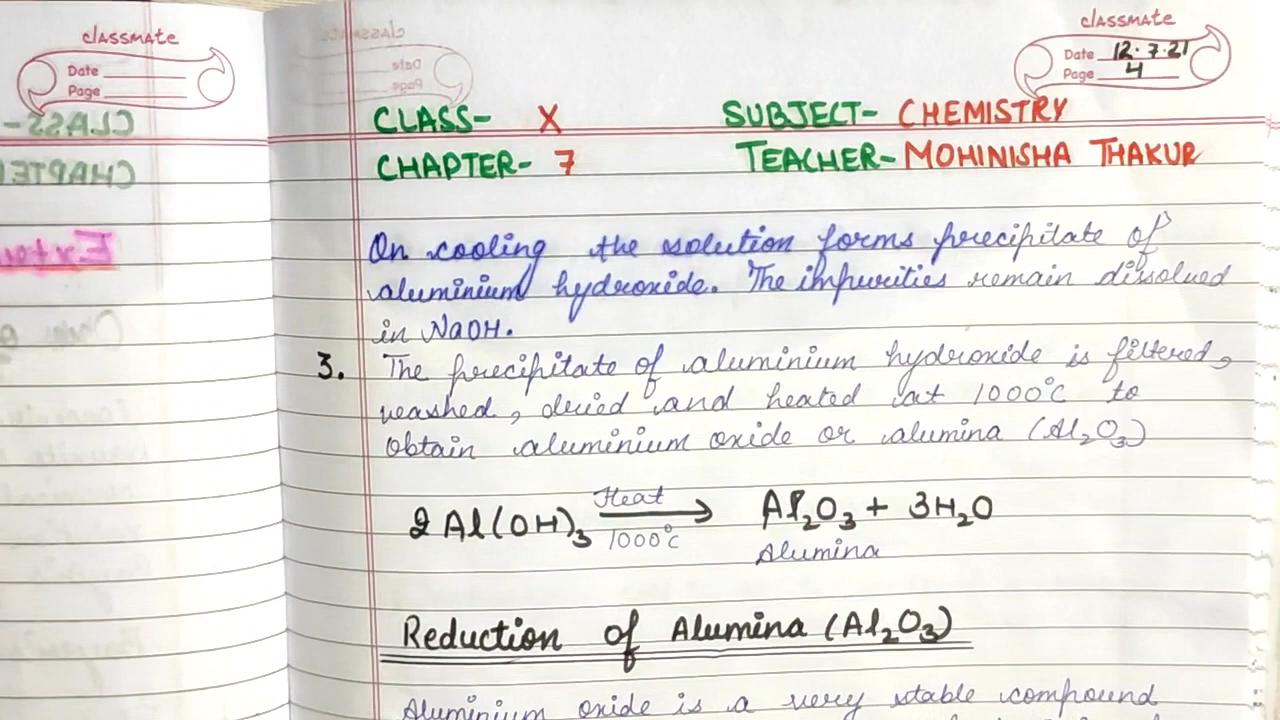 classmate
Date
Page
classmate
Date 12.7.21
Page 4
CLASS- X SUBJECT- CHEMISTRY
CHAPTER- 7 TEACHER- MOHINISHA THAKUR
On cooling the solution forms precipitate of
aluminium hydroxide. The impurities remain dissolved
in NaOH.
3. The precipitate of aluminium hydroxide is filtered,
washed, dried and heated at 1000°C to
obtain aluminium oxide or alumina (Al₂O₃)
2Al(OH)₃ Heat 1000°C → Al₂O₃ + 3H₂O
Alumina
Reduction of Alumina (Al₂O₃)
Aluminium oxide is a very stable compound